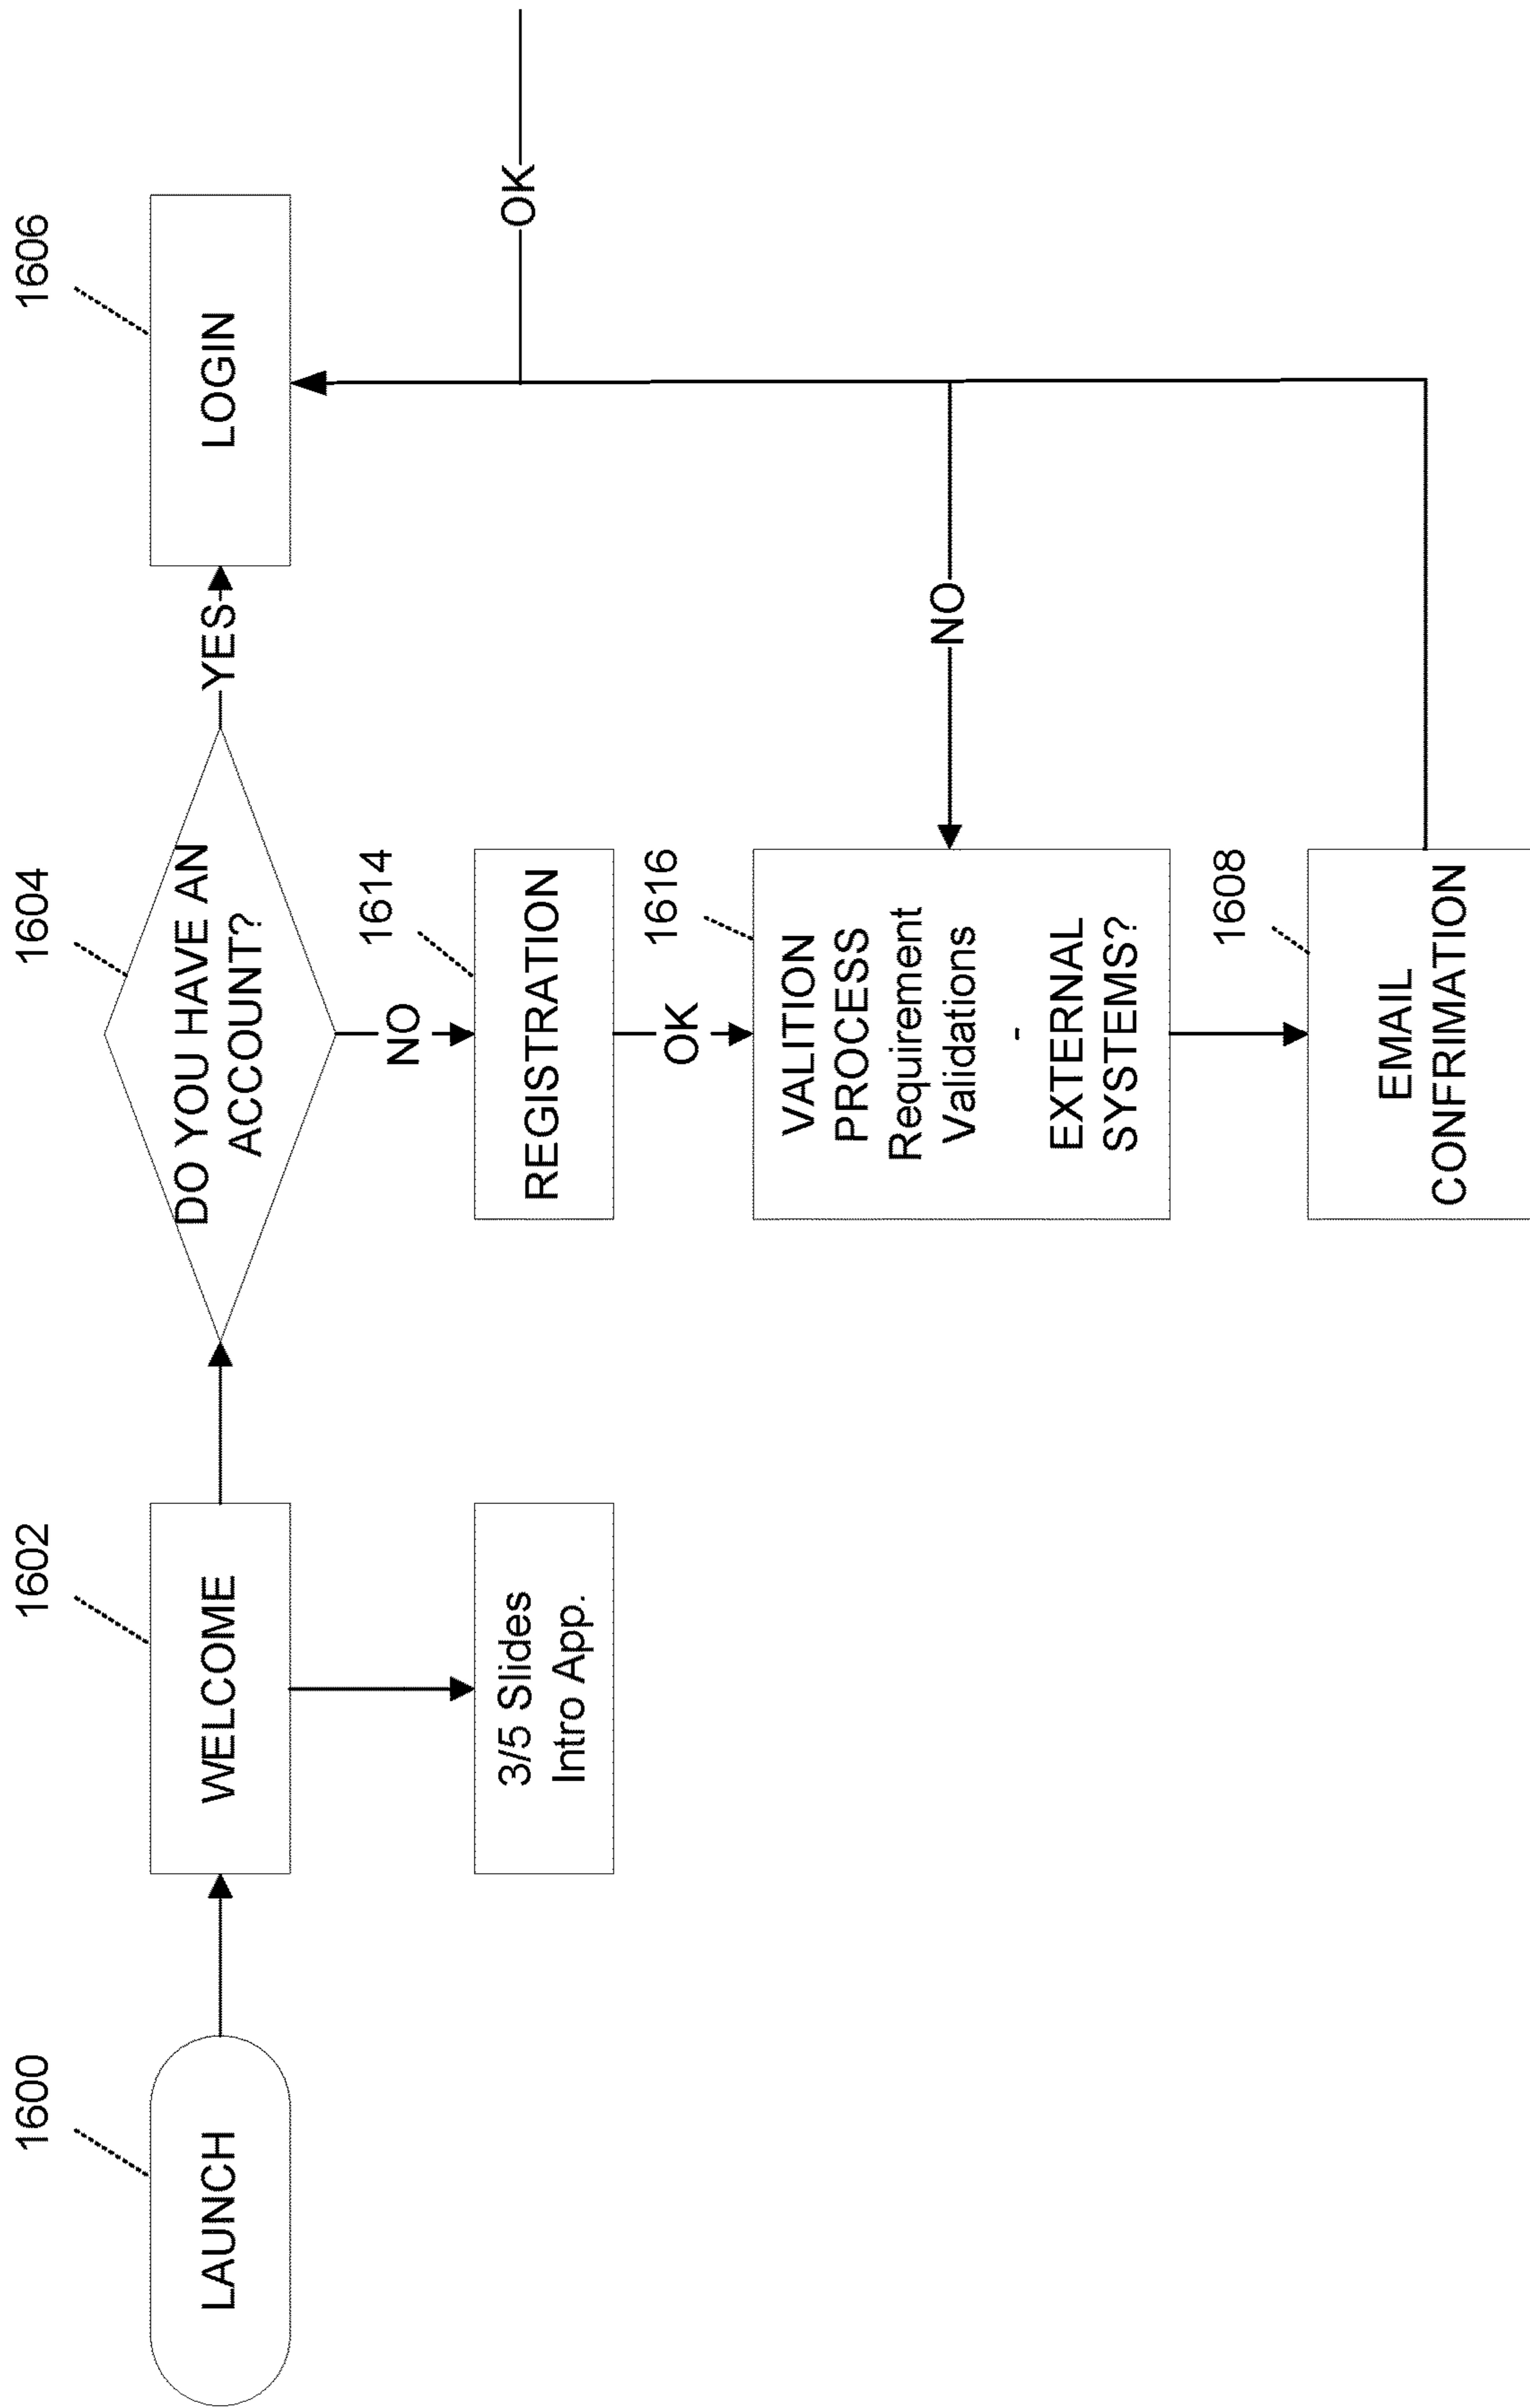 1600
LAUNCH
1602
WELCOME
3/5 Slides
Intro App.
1604
DO YOU HAVE AN
ACCOUNT?
YES
1606
LOGIN
NO
1614
REGISTRATION
OK
1616
VALITION
PROCESS
Requirement
Validations
-
EXTERNAL
SYSTEMS?
NO
OK
1608
EMAIL
CONFRIMATION